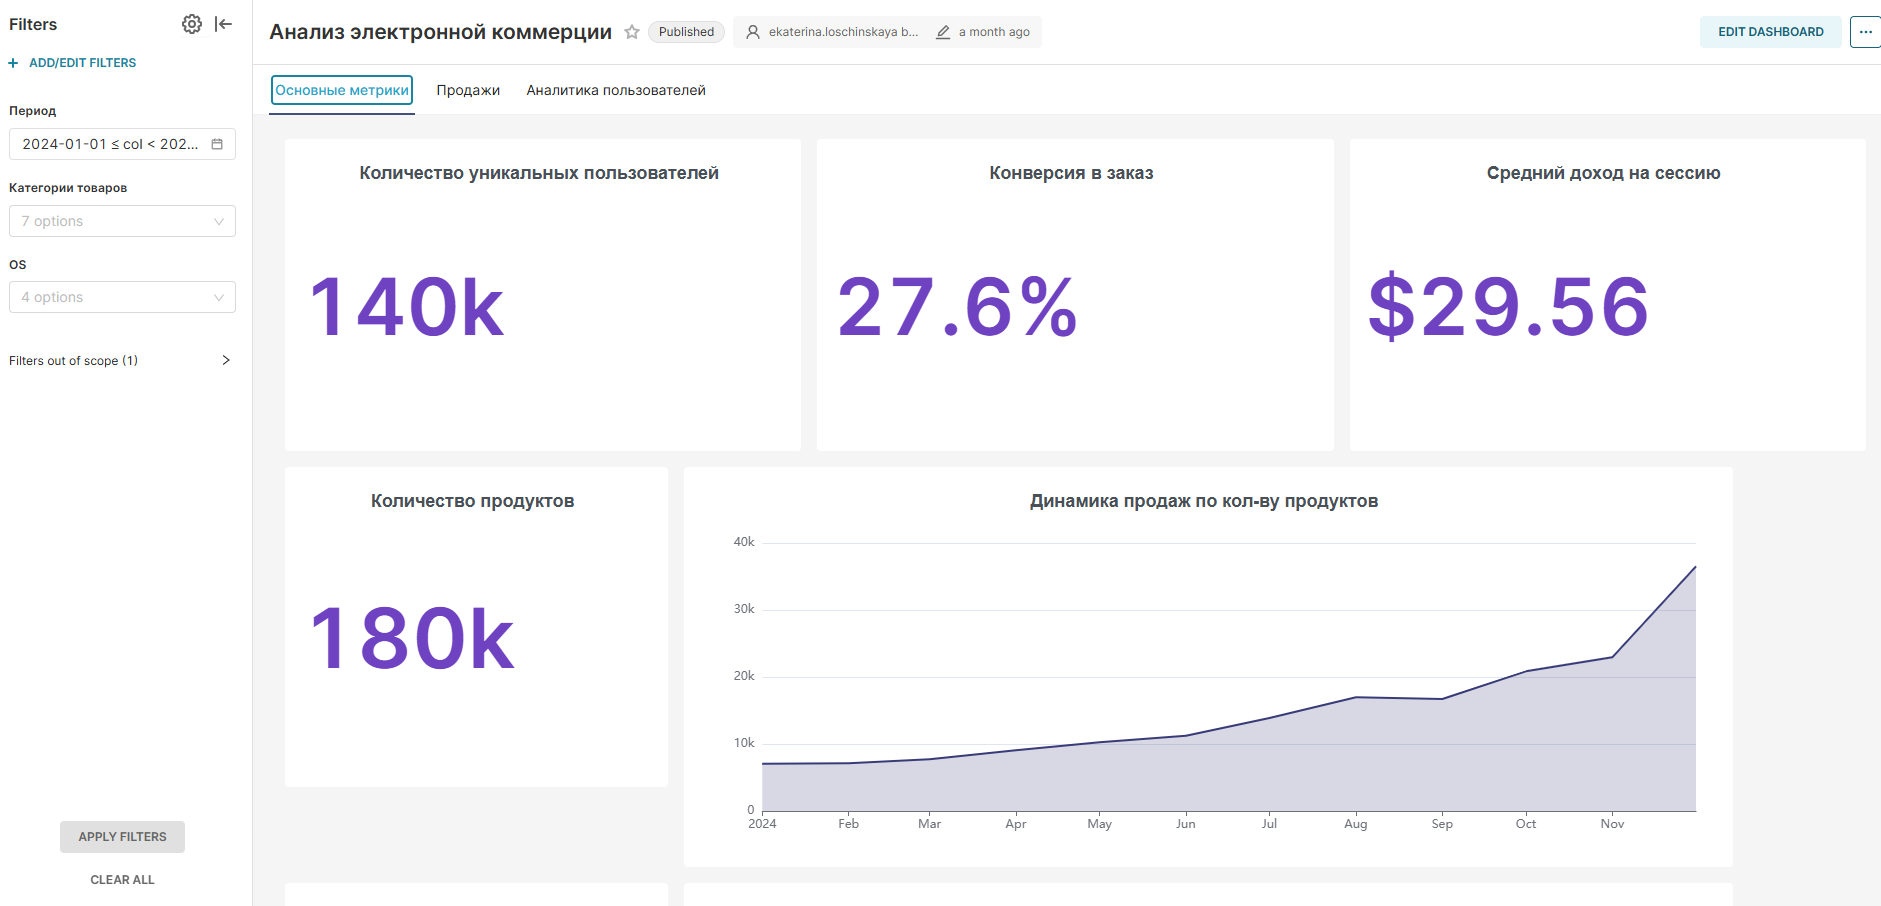 Filters
ADD/EDIT FILTERS
Период
2024-01-01 ≤ col < 202...
Категории товаров
7 options
OS
4 options
Filters out of scope (1)
APPLY FILTERS
CLEAR ALL
Анализ электронной коммерции
Published
ekaterina.loschinskaya b...
a month ago
EDIT DASHBOARD
...
Основные метрики
Продажи
Аналитика пользователей
Количество уникальных пользователей
140k
Конверсия в заказ
27.6%
Средний доход на сессию
$29.56
Количество продуктов
180k
Динамика продаж по кол-ву продуктов
40k
30k
20k
10k
0
2024 Feb Mar Apr May Jun Jul Aug Sep Oct Nov